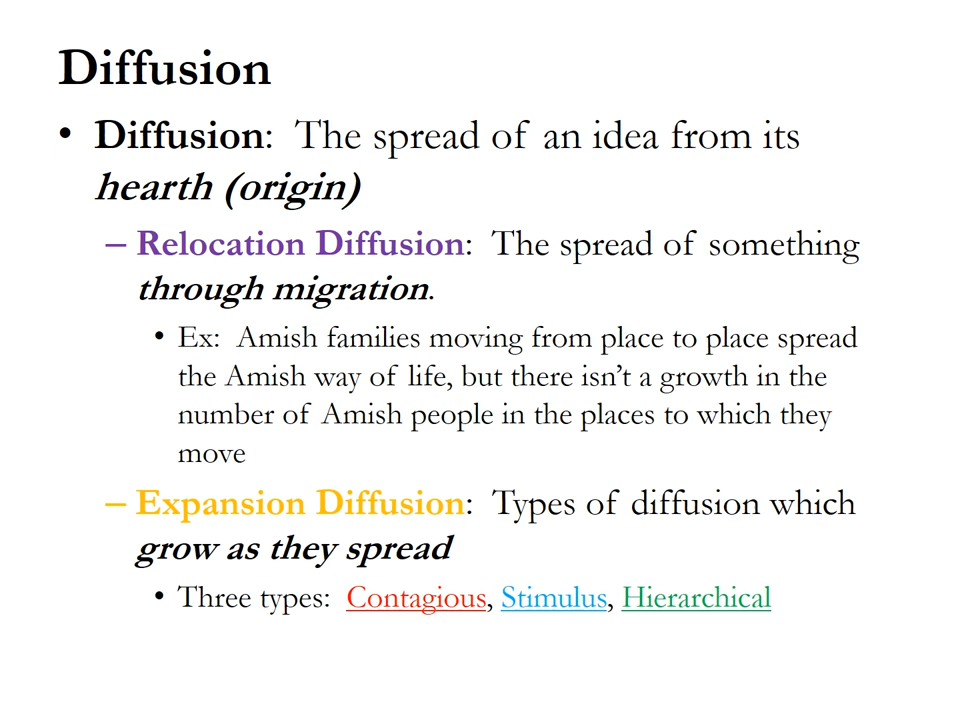 Diffusion
• Diffusion: The spread of an idea from its
hearth (origin)
– Relocation Diffusion: The spread of something
through migration.
• Ex: Amish families moving from place to place spread
the Amish way of life, but there isn’t a growth in the
number of Amish people in the places to which they
move
– Expansion Diffusion: Types of diffusion which
grow as they spread
• Three types: Contagious, Stimulus, Hierarchical